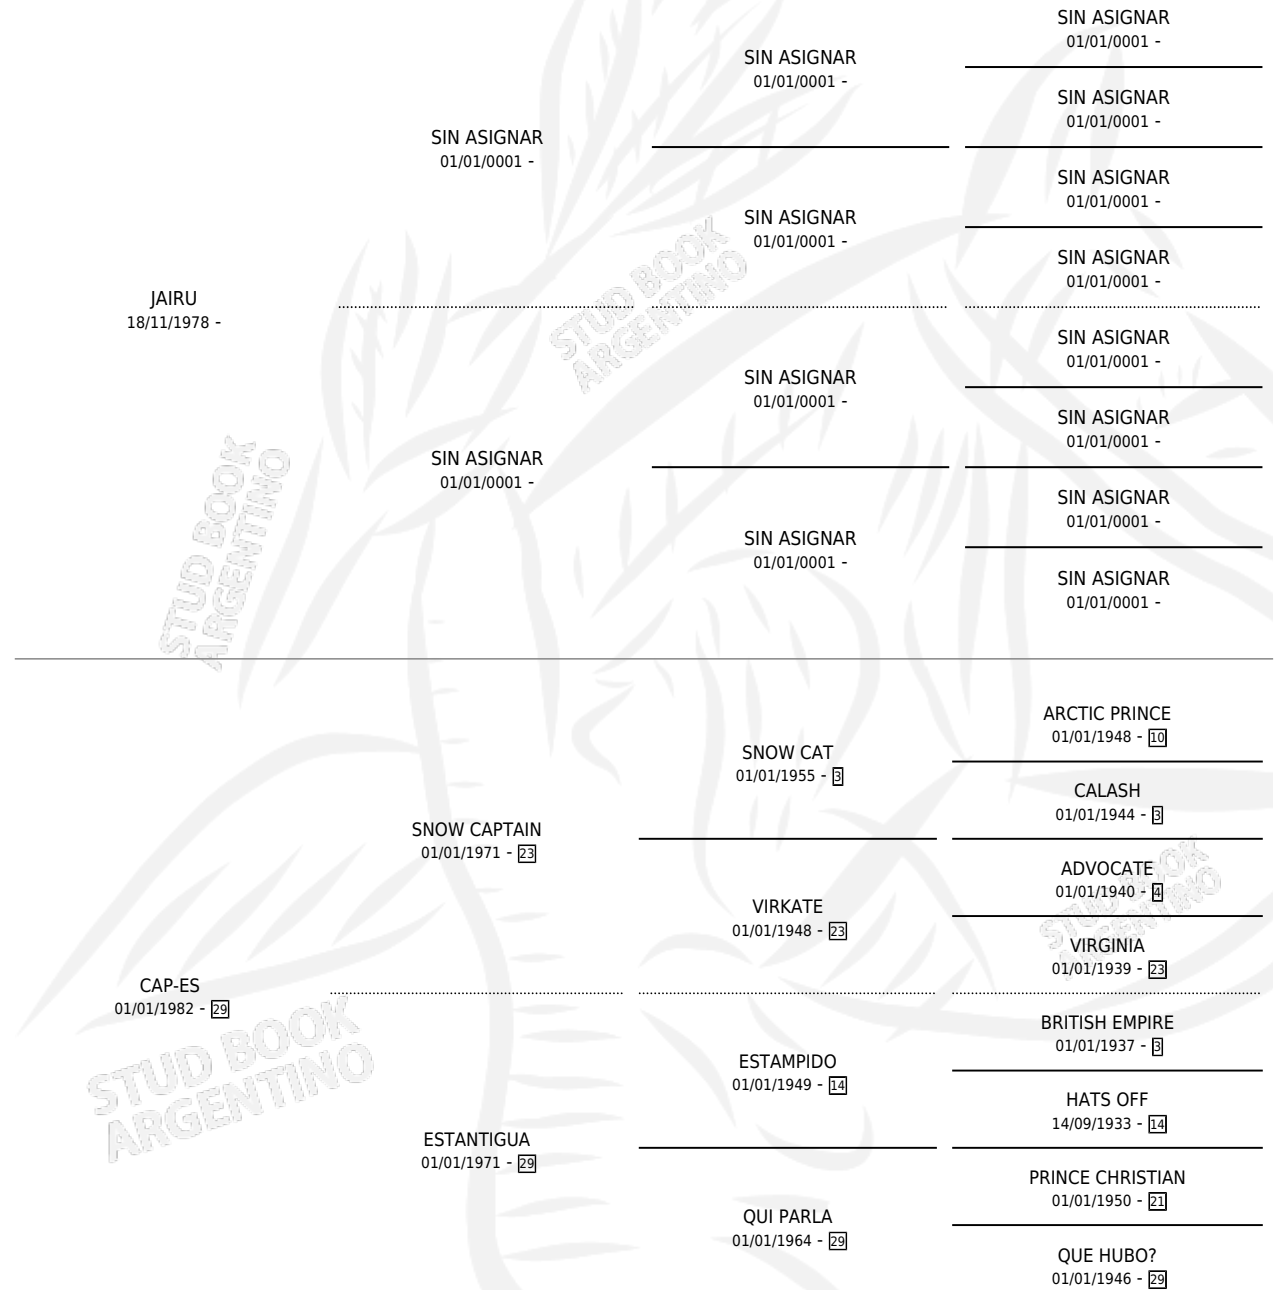 SIN ASIGNAR
01/01/0001 -
SIN ASIGNAR
01/01/0001 -
SIN ASIGNAR
01/01/0001 -
SIN ASIGNAR
01/01/0001 -
SIN ASIGNAR
01/01/0001 -
SIN ASIGNAR
01/01/0001 -
SIN ASIGNAR
01/01/0001 -
STUD BOOK
ARGENTINO
JAIRU
18/11/1978 -
SIN ASIGNAR
01/01/0001 -
SIN ASIGNAR
01/01/0001 -
SIN ASIGNAR
01/01/0001 -
SIN ASIGNAR
01/01/0001 -
SIN ASIGNAR
01/01/0001 -
SIN ASIGNAR
01/01/0001 -
SIN ASIGNAR
01/01/0001 -
STUD BOOK
ARGENTINO
ARCTIC PRINCE
01/01/1948 - 10
SNOW CAT
01/01/1955 - 3
CALASH
01/01/1944 - 3
SNOW CAPTAIN
01/01/1971 - 23
ADVOCATE
01/01/1940 - 4
VIRKATE
01/01/1948 - 23
STUD BOOK
ARGENTINO
VIRGINIA
01/01/1939 - 23
CAP-ES
01/01/1982 - 29
BRITISH EMPIRE
01/01/1937 - 3
ESTAMPIDO
01/01/1949 - 14
STUD BOOK
ARGENTINO
HATS OFF
14/09/1933 - 14
ESTANTIGUA
01/01/1971 - 29
PRINCE CHRISTIAN
01/01/1950 - 21
QUI PARLA
01/01/1964 - 29
QUE HUBO?
01/01/1946 - 29